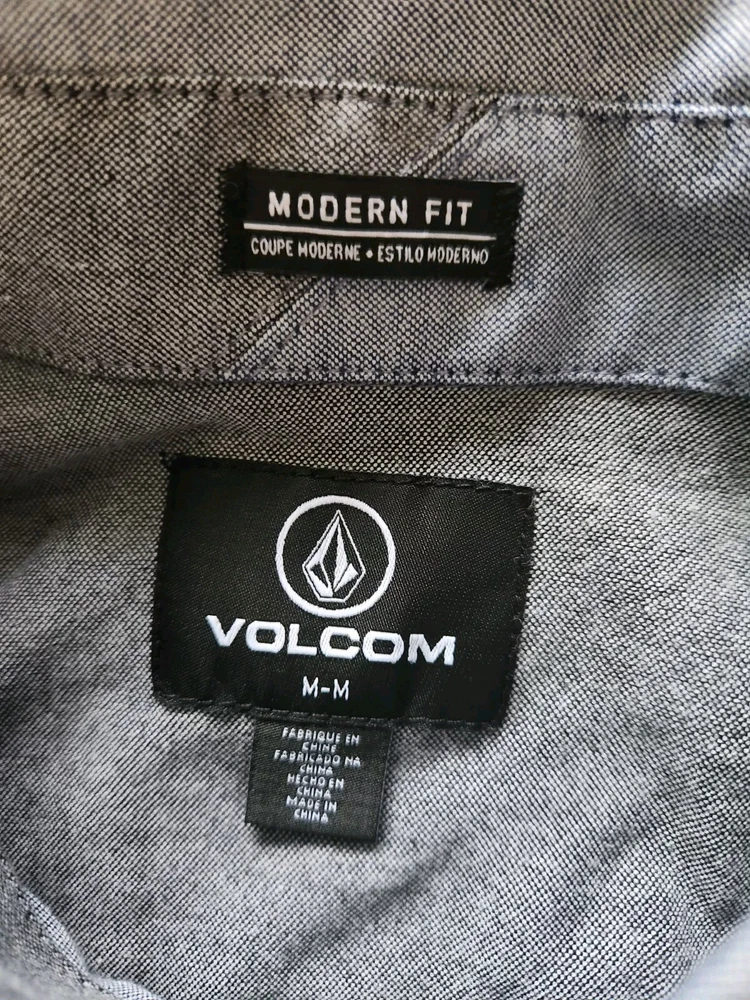 MODERN FIT
COUPE MODERNE • ESTILO MODERNO
VOLCOM
M-M
FABRIQUE EN
CHINE
FABRICADO NA
CHINA
HECHO EN
CHINA
MADE IN
CHINA